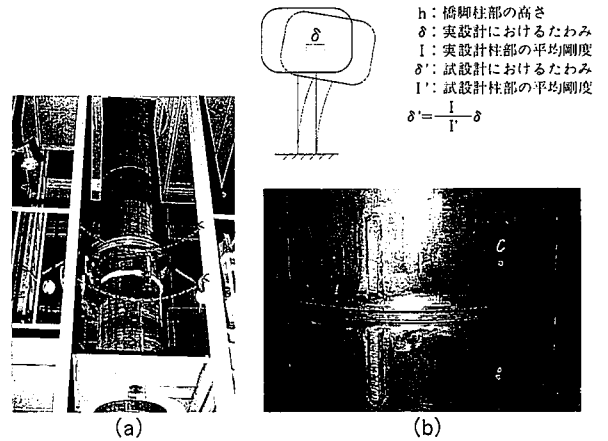 δ
h：橋脚柱部の高さ
δ：実設計におけるたわみ
I：実設計柱部の平均剛度
δ'：試設計におけるたわみ
I'：試設計柱部の平均剛度
δ'=I/I' δ
C
(a)
(b)